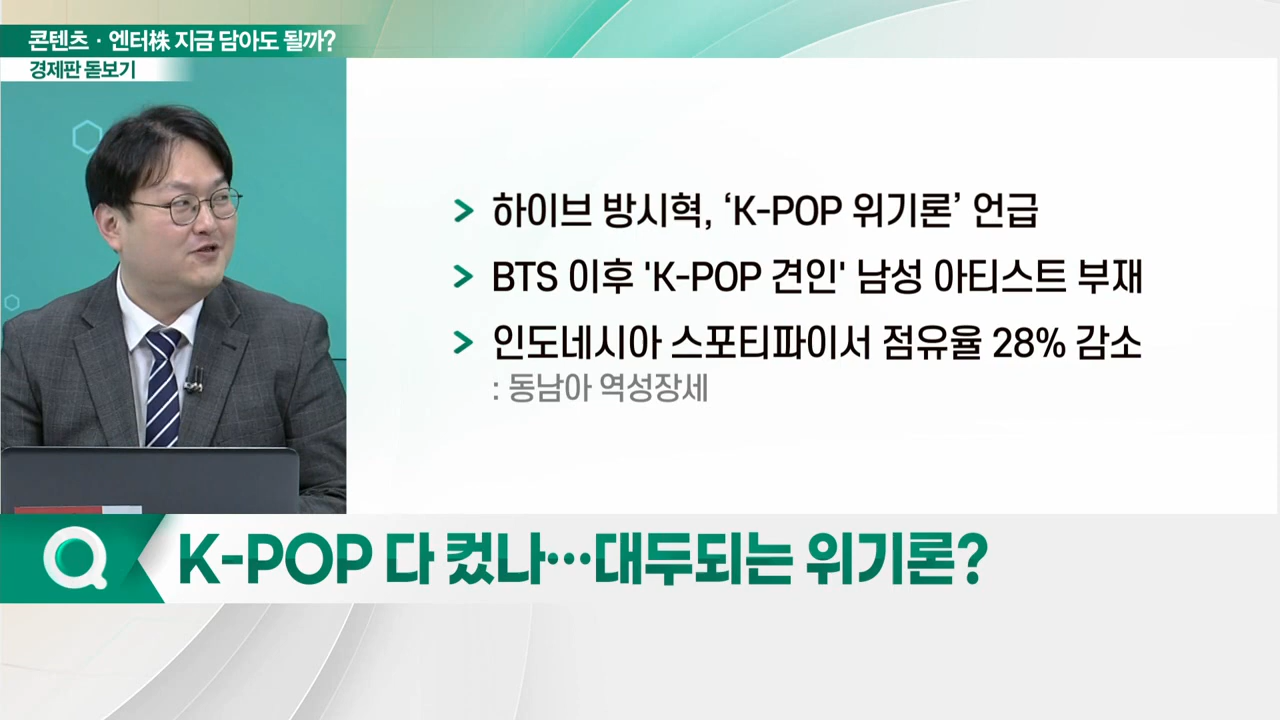 콘텐츠·엔터株 지금 담아도 될까?
경제판 돋보기
> 하이브 방시혁, ‘K-POP 위기론’ 언급
> BTS 이후 'K-POP 견인' 남성 아티스트 부재
> 인도네시아 스포티파이서 점유율 28% 감소
: 동남아 역성장세
K-POP 다 컸나…대두되는 위기론?